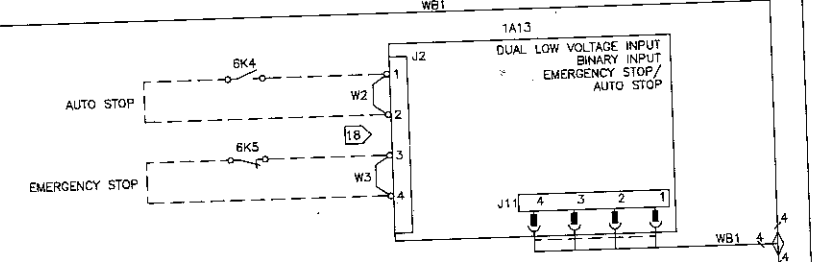 WB1
1A13
DUAL LOW VOLTAGE INPUT
BINARY INPUT
EMERGENCY STOP/
AUTO STOP
J2
6K4
1
AUTO STOP
W2
2
18
6K5
3
EMERGENCY STOP
W3
4
J11 4 3 2 1
4
WB1 4
4